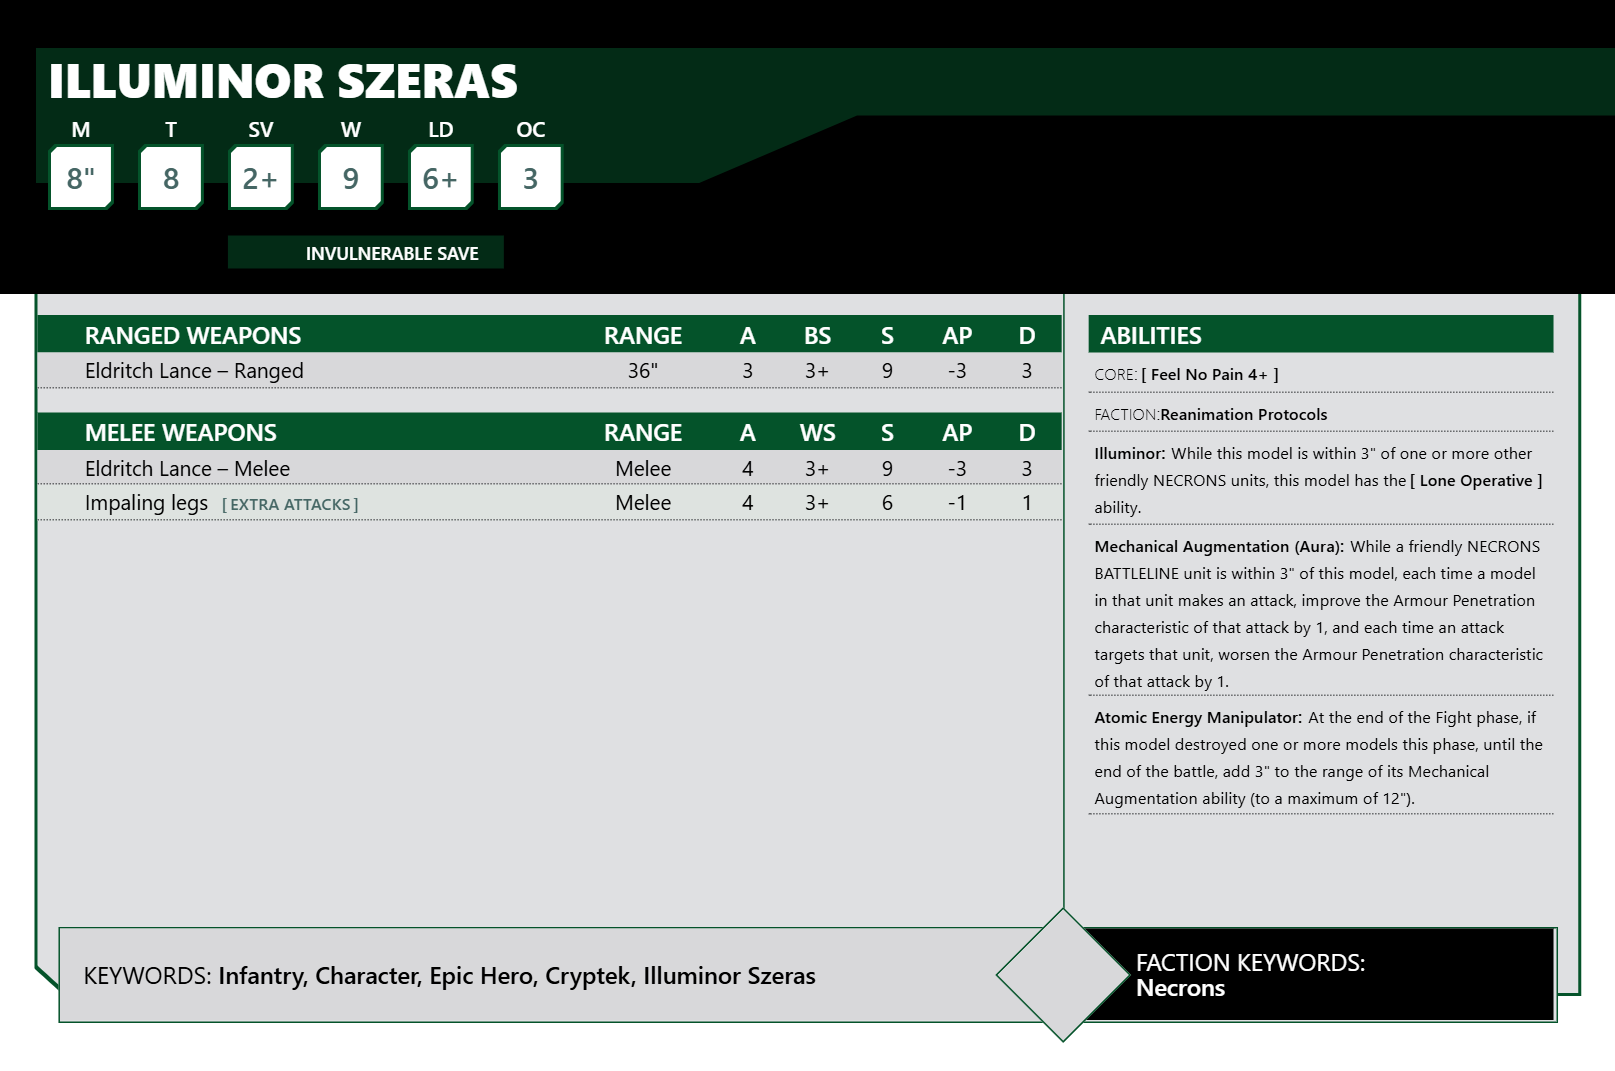 ILLUMINOR SZERAS
M T SV W LD OC
8" 8 2+ 9 6+ 3
INVULNERABLE SAVE
RANGED WEAPONS RANGE A BS S AP D
Eldritch Lance – Ranged 36" 3 3+ 9 -3 3
MELEE WEAPONS RANGE A WS S AP D
Eldritch Lance – Melee Melee 4 3+ 9 -3 3
Impaling legs [ EXTRA ATTACKS ] Melee 4 3+ 6 -1 1
ABILITIES
CORE: [ Feel No Pain 4+ ]
FACTION:Reanimation Protocols
Illuminor: While this model is within 3" of one or more other
friendly NECRONS units, this model has the [ Lone Operative ]
ability.
Mechanical Augmentation (Aura): While a friendly NECRONS
BATTLELINE unit is within 3" of this model, each time a model
in that unit makes an attack, improve the Armour Penetration
characteristic of that attack by 1, and each time an attack
targets that unit, worsen the Armour Penetration characteristic
of that attack by 1.
Atomic Energy Manipulator: At the end of the Fight phase, if
this model destroyed one or more models this phase, until the
end of the battle, add 3" to the range of its Mechanical
Augmentation ability (to a maximum of 12").
KEYWORDS: Infantry, Character, Epic Hero, Cryptek, Illuminor Szeras
FACTION KEYWORDS:
Necrons